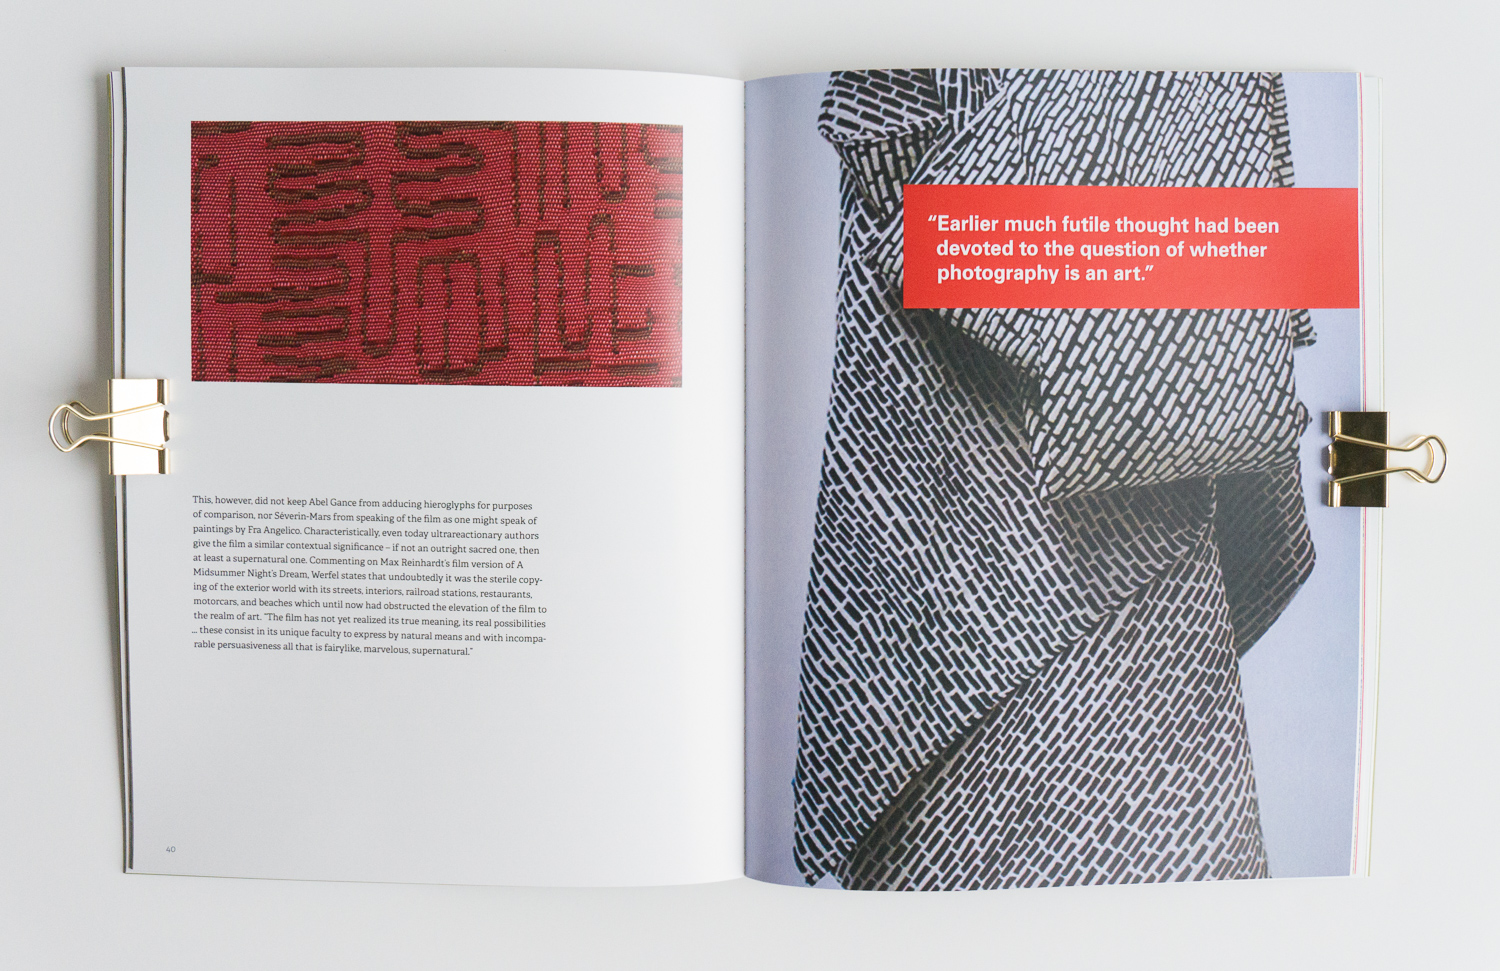 This, however, did not keep Abel Gance from adducing hieroglyphs for purposes
of comparison, nor Séverin-Mars from speaking of the film as one might speak of
paintings by Fra Angelico. Characteristically, even today ultrareactionary authors
give the film a similar contextual significance – if not an outright sacred one, then
at least a supernatural one. Commenting on Max Reinhardt's film version of A
Midsummer Night's Dream, Werfel states that undoubtedly it was the sterile copy-
ing of the exterior world with its streets, interiors, railroad stations, restaurants,
motorcars, and beaches which until now had obstructed the elevation of the film to
the realm of art. "The film has not yet realized its true meaning, its real possibilities
... these consist in its unique faculty to express by natural means and with incompa-
rable persuasiveness all that is fairylike, marvelous, supernatural."
40
“Earlier much futile thought had been
devoted to the question of whether
photography is an art.”